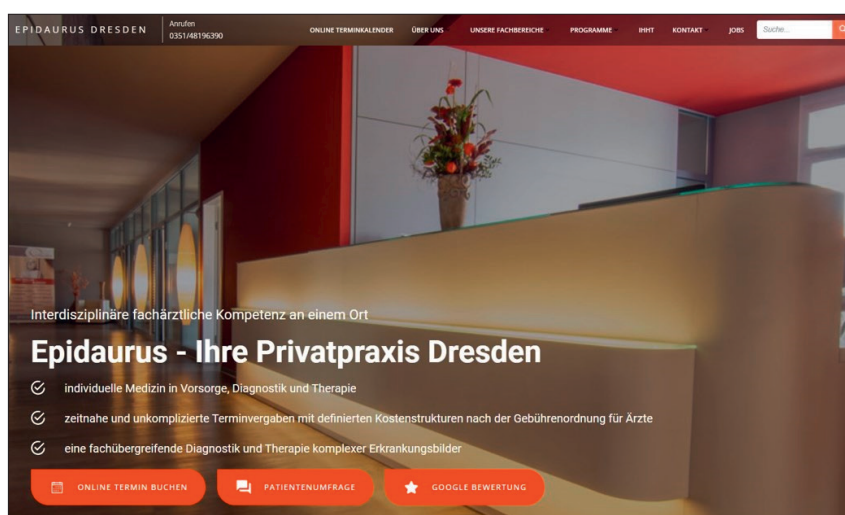 EPIDAURUS DRESDEN
Anrufen
0351/48196390
ONLINE TERMINKALENDER ÜBER UNS UNSERE FACHBEREICHE PROGRAMME IHHT KONTAKT JOBS Suche...
Interdisziplinäre fachärztliche Kompetenz an einem Ort
Epidaurus - Ihre Privatpraxis Dresden
individuelle Medizin in Vorsorge, Diagnostik und Therapie
zeitnahe und unkomplizierte Terminvergaben mit definierten Kostenstrukturen nach der Gebührenordnung für Ärzte
eine fachübergreifende Diagnostik und Therapie komplexer Erkrankungsbilder
ONLINE TERMIN BUCHEN PATIENTENUMFRAGE GOOGLE BEWERTUNG